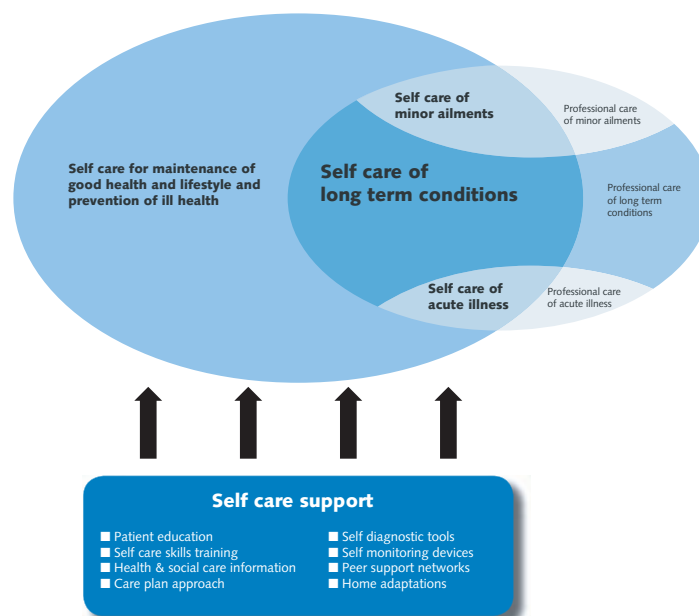 Self care of
minor ailments
Professional care
of minor ailments
Self care for maintenance of
good health and lifestyle and
prevention of ill health
Self care of
long term conditions
Professional care
of long term
conditions
Self care of
acute illness
Professional care
of acute illness
Self care support
■ Patient education
■ Self care skills training
■ Health & social care information
■ Care plan approach
■ Self diagnostic tools
■ Self monitoring devices
■ Peer support networks
■ Home adaptations